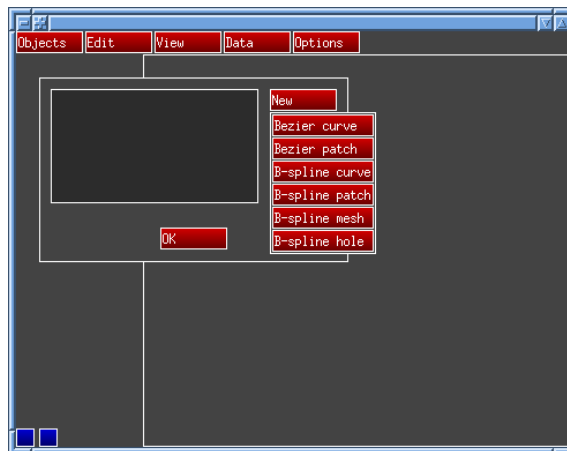 Objects Edit View Data Options
New
Bezier curve
Bezier patch
B-spline curve
B-spline patch
B-spline mesh
B-spline hole
OK